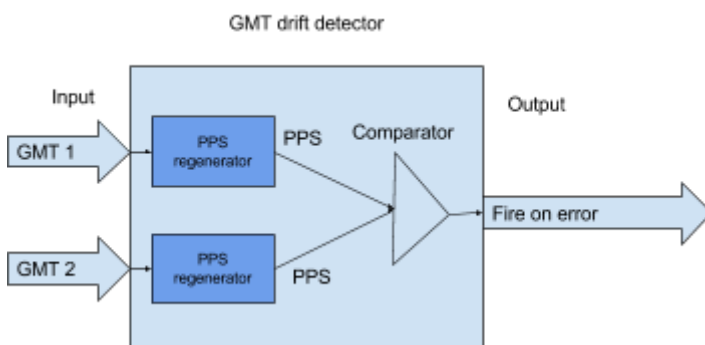 GMT drift detector
Input
Output
GMT 1
PPS
regenerator
PPS
Comparator
Fire on error
GMT 2
PPS
regenerator
PPS